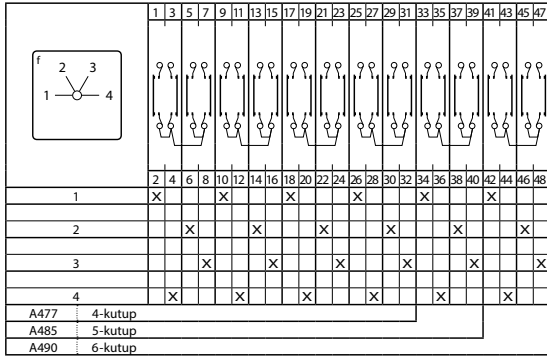 1 3 5 7 9 11 13 15 17 19 21 23 25 27 29 31 33 35 37 39 41 43 45 47
f
2 3
1 4
2 4 6 8 10 12 14 16 18 20 22 24 26 28 30 32 34 36 38 40 42 44 46 48
1 X X X X X X
2 X X X X X X
3 X X X X X X
4 X X X X X X
A477 4-kutup
A485 5-kutup
A490 6-kutup